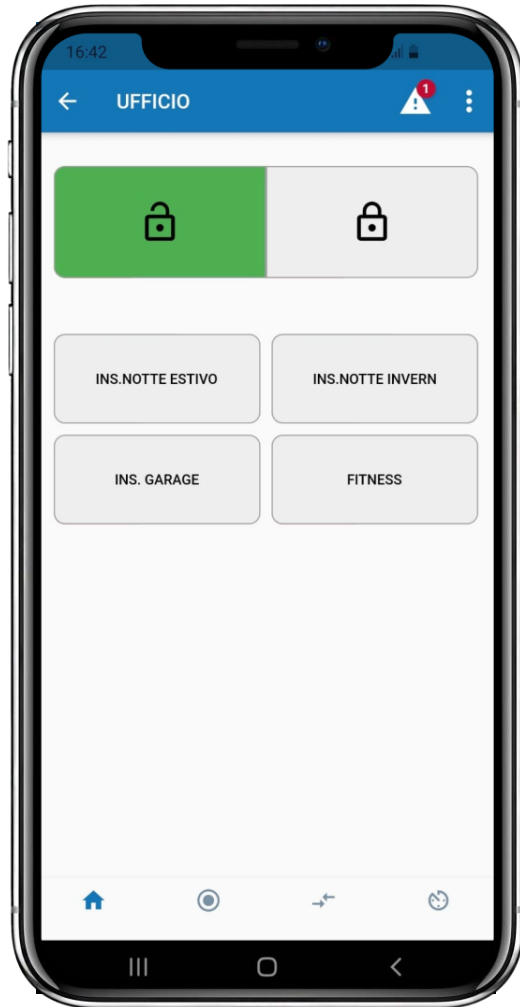 16:42
UFFICIO
1
INS.NOTTE ESTIVO
INS.NOTTE INVERN
INS. GARAGE
FITNESS